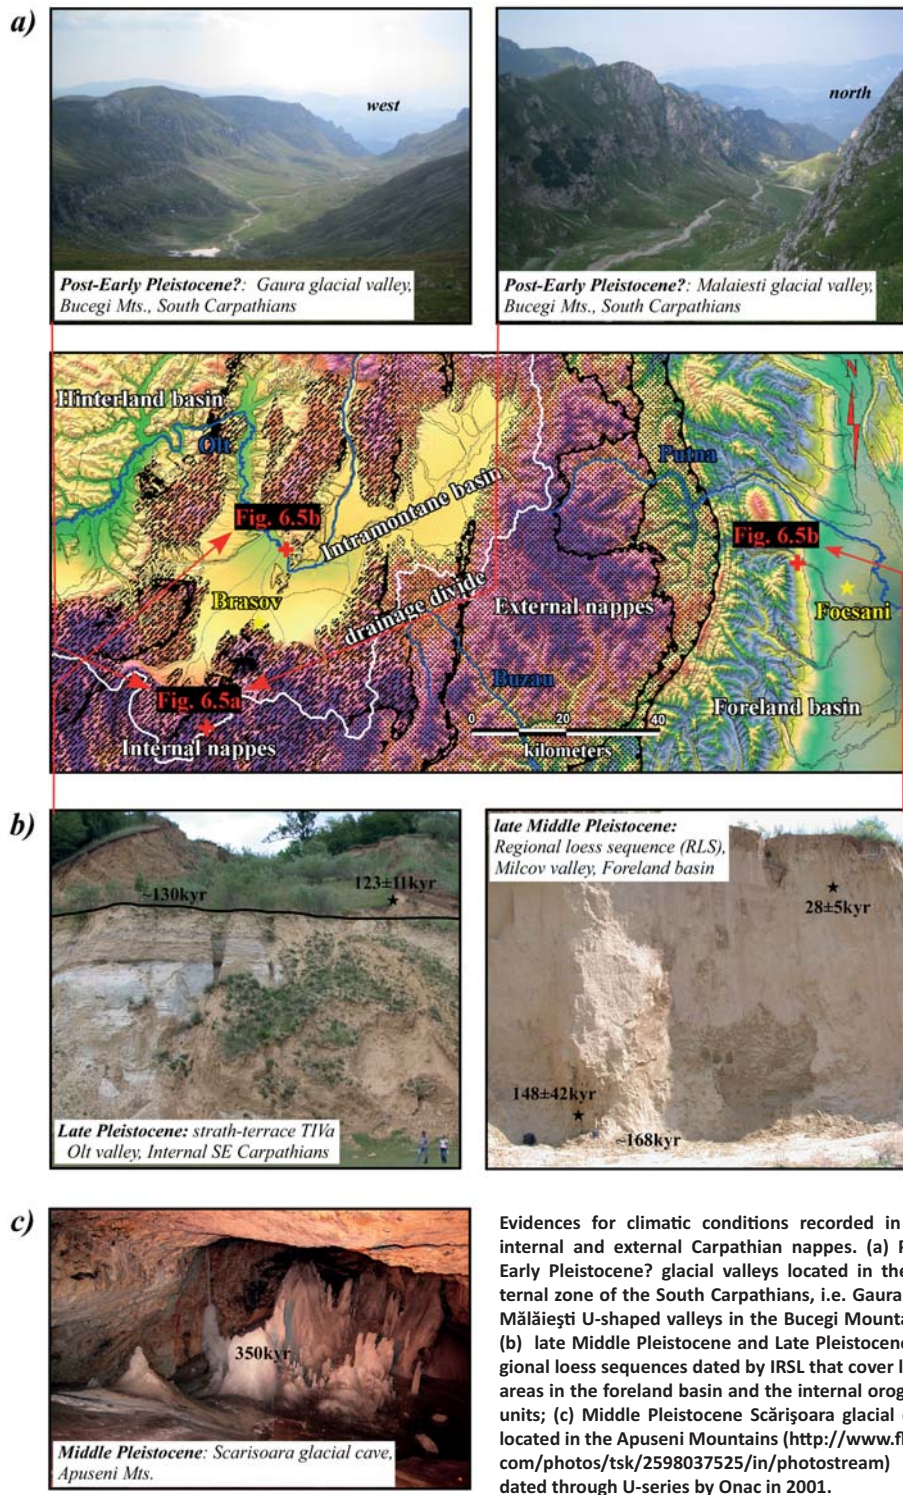 a)
west
Post-Early Pleistocene?: Gaura glacial valley,
Bucegi Mts., South Carpathians
north
Post-Early Pleistocene?: Malaiesti glacial valley,
Bucegi Mts., South Carpathians
Hinterland basin
Olt
Fig. 6.5b
Intramontane basin
Brasov
drainage divide
Fig. 6.5a
Internal nappes
Putna
External nappes
Buzau
0 20 40
kilometers
N
Fig. 6.5b
Focsani
Foreland basin
b)
~130kyr
123±11kyr
Late Pleistocene: strath-terrace TIVa
Olt valley, Internal SE Carpathians
late Middle Pleistocene:
Regional loess sequence (RLS),
Milcov valley, Foreland basin
28±5kyr
148±42kyr
~168kyr
c)
350kyr
Middle Pleistocene: Scarisoara glacial cave,
Apuseni Mts.
Evidences for climatic conditions recorded in
internal and external Carpathian nappes. (a)
Early Pleistocene? glacial valleys located in the
ternal zone of the South Carpathians, i.e. Gaura
Mălăieşti U-shaped valleys in the Bucegi
(b) late Middle Pleistocene and Late Pleistocene
gional loess sequences dated by IRSL that cover
areas in the foreland basin and the internal
units; (c) Middle Pleistocene Scărişoara glacial
located in the Apuseni Mountains (http://www.fl
com/photos/tsk/2598037525/in/photostream)
dated through U-series by Onac in 2001.